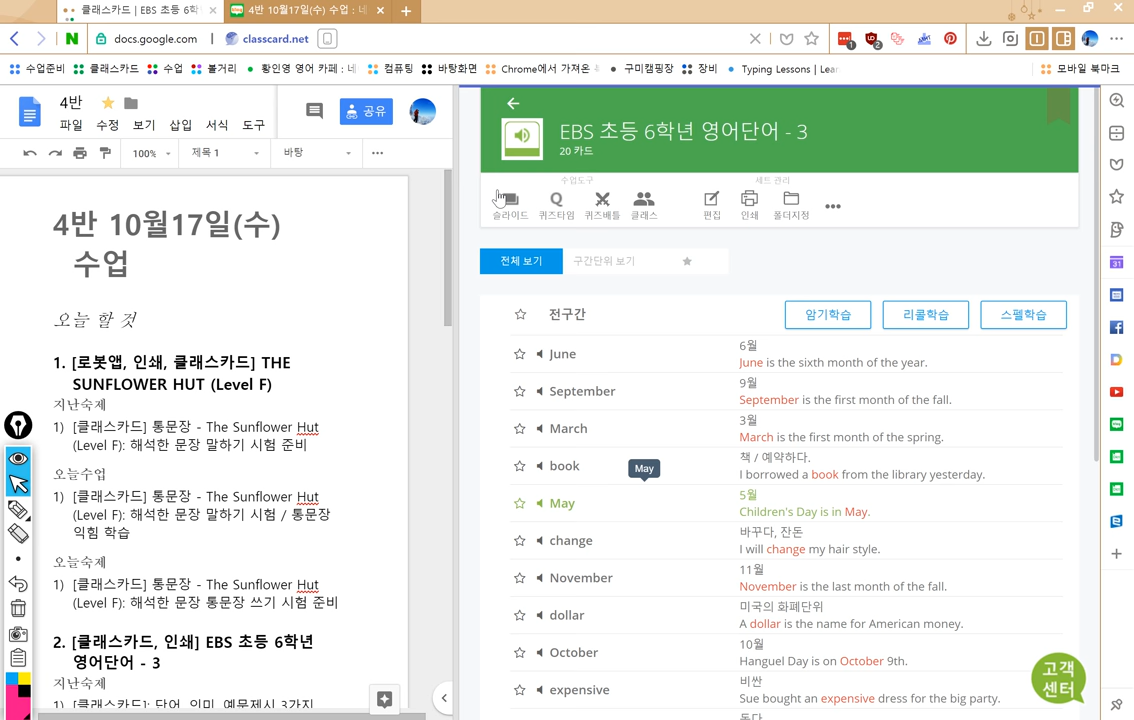 클래스카드 | EBS 초등 6학
4반 10월17일(수) 수업 : 네
docs.google.com | classcard.net
수업준비 클래스카드 수업 볼거리 황인영 영어 카페 : 네 컴퓨팅 바탕화면 Chrome에서 가져온 구미캠핑장 장비 Typing Lessons | Lear 모바일 북마크
4반
파일 수정 보기 삽입 서식 도구
공유
100% 제목 1 바탕
4반 10월17일(수)
수업
오늘 할 것
1. [로봇앱, 인쇄, 클래스카드] THE
SUNFLOWER HUT (Level F)
지난숙제
1) [클래스카드] 통문장 - The Sunflower Hut
(Level F): 해석한 문장 말하기 시험 준비
오늘수업
1) [클래스카드] 통문장 - The Sunflower Hut
(Level F): 해석한 문장 말하기 시험 / 통문장
익힘 학습
오늘숙제
1) [클래스카드] 통문장 - The Sunflower Hut
(Level F): 해석한 문장 통문장 쓰기 시험 준비
2. [클래스카드, 인쇄] EBS 초등 6학년
영어단어 - 3
지난숙제
1) [클래스카드]: 단어, 의미, 예문제시 3가지
EBS 초등 6학년 영어단어 - 3
20 카드
수업도구 세트 관리
슬라이드 퀴즈타임 퀴즈배틀 클래스 편집 인쇄 폴더지정
전체 보기 구간단위 보기
전구간 암기학습 리콜학습 스펠학습
June 6월
June is the sixth month of the year.
September 9월
September is the first month of the fall.
March 3월
March is the first month of the spring.
book 책 / 예약하다.
I borrowed a book from the library yesterday.
May
May 5월
Children's Day is in May.
change 바꾸다, 잔돈
I will change my hair style.
November 11월
November is the last month of the fall.
dollar 미국의 화폐단위
A dollar is the name for American money.
October 10월
Hanguel Day is on October 9th.
expensive 비싼
Sue bought an expensive dress for the big party.
고객
센터